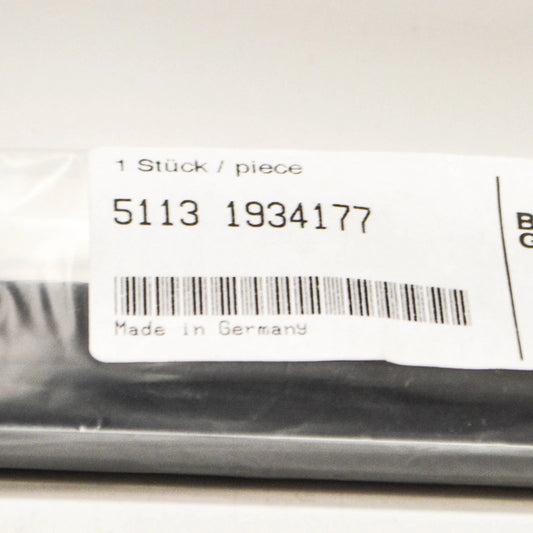 1 Stück / piece
5113 1934177
Made in Germany